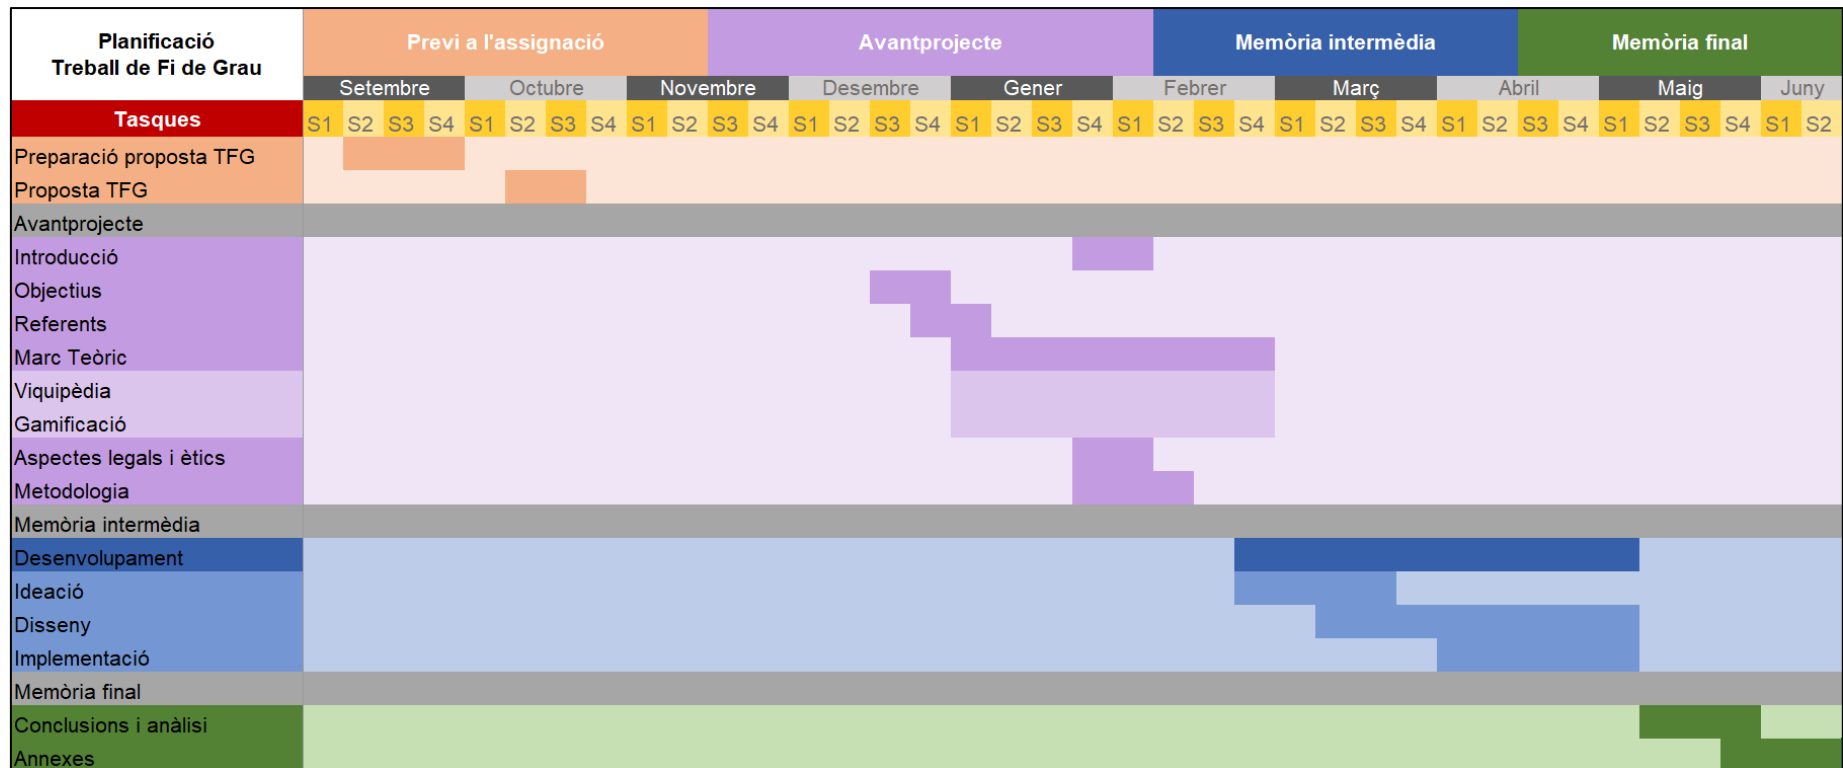 Planificació
Treball de Fi de Grau
Previ a l'assignació Avantprojecte Memòria intermèdia Memòria final
Setembre Octubre Novembre Desembre Gener Febrer Març Abril Maig Juny
Tasques S1 S2 S3 S4 S1 S2 S3 S4 S1 S2 S3 S4 S1 S2 S3 S4 S1 S2 S3 S4 S1 S2 S3 S4 S1 S2 S3 S4 S1 S2 S3 S4 S1 S2 S3 S4 S1 S2
Preparació proposta TFG
Proposta TFG
Avantprojecte
Introducció
Objectius
Referents
Marc Teòric
Viquipèdia
Gamificació
Aspectes legals i ètics
Metodologia
Memòria intermèdia
Desenvolupament
Ideació
Disseny
Implementació
Memòria final
Conclusions i anàlisi
Annexes